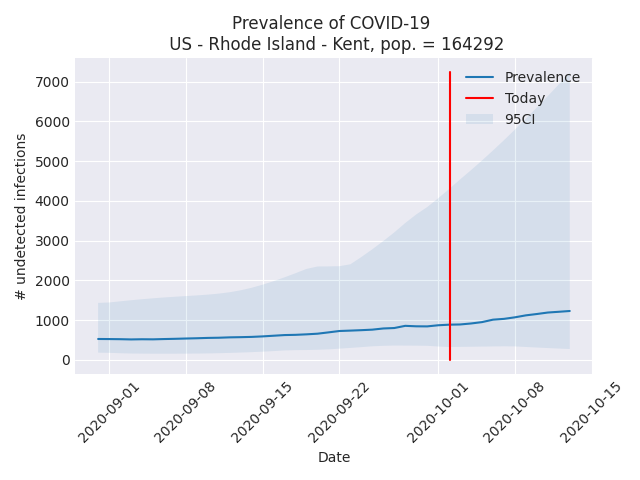 Prevalence of COVID-19
US - Rhode Island - Kent, pop. = 164292
Prevalence
Today
95CI
# undetected infections
7000
6000
5000
4000
3000
2000
1000
0
2020-09-01
2020-09-08
2020-09-15
2020-09-22
2020-10-01
2020-10-08
2020-10-15
Date